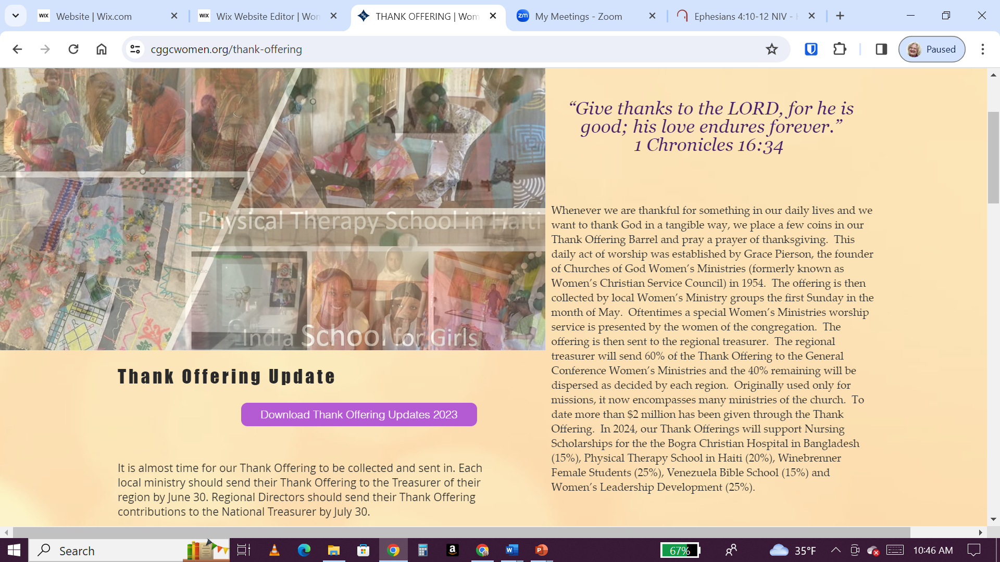 Website | Wix.com
Wix Website Editor | Wom
THANK OFFERING | Wom
My Meetings - Zoom
Ephesians 4:10-12 NIV -
cggcwomen.org/thank-offering
Paused
Physical Therapy School in Haiti
India School for Girls
“Give thanks to the LORD, for he is
good; his love endures forever.”
1 Chronicles 16:34
Whenever we are thankful for something in our daily lives and we
want to thank God in a tangible way, we place a few coins in our
Thank Offering Barrel and pray a prayer of thanksgiving.  This
daily act of worship was established by Grace Pierson, the founder
of Churches of God Women’s Ministries (formerly known as
Women’s Christian Service Council) in 1954.  The offering is then
collected by local Women’s Ministry groups the first Sunday in the
month of May.  Oftentimes a special Women’s Ministries worship
service is presented by the women of the congregation.  The
offering is then sent to the regional treasurer.  The regional
treasurer will send 60% of the Thank Offering to the General
Conference Women’s Ministries and the 40% remaining will be
dispersed as decided by each region.  Originally used only for
missions, it now encompasses many ministries of the church.  To
date more than $2 million has been given through the Thank
Offering.  In 2024, our Thank Offerings will support Nursing
Scholarships for the the Bogra Christian Hospital in Bangladesh
(15%), Physical Therapy School in Haiti (20%), Winebrenner
Female Students (25%), Venezuela Bible School (15%) and
Women’s Leadership Development (25%).
Thank Offering Update
Download Thank Offering Updates 2023
It is almost time for our Thank Offering to be collected and sent in. Each
local ministry should send their Thank Offering to the Treasurer of their
region by June 30. Regional Directors should send their Thank Offering
contributions to the National Treasurer by July 30.
Search
67%
35°F
10:46 AM